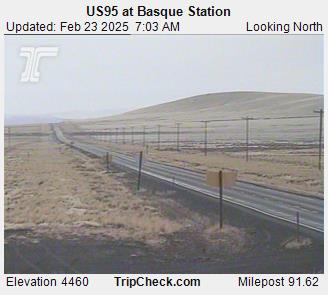 US95 at Basque Station
Updated: Feb 23 2025 7:03 AM Looking North
Elevation 4460 TripCheck.com Milepost 91.62